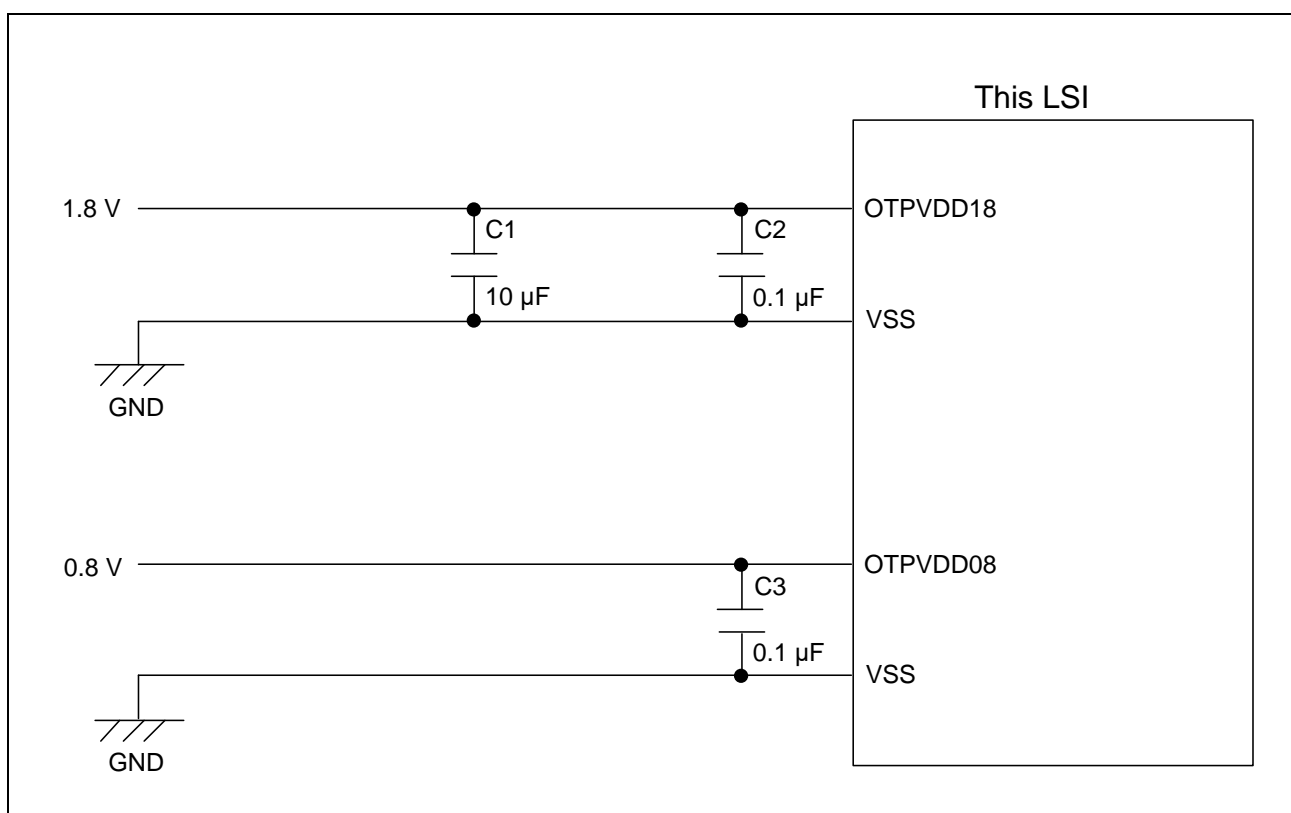 This LSI
1.8 V
OTPVDD18
C1
C2
10 µF
0.1 µF
VSS
GND
0.8 V
OTPVDD08
C3
0.1 µF
VSS
GND